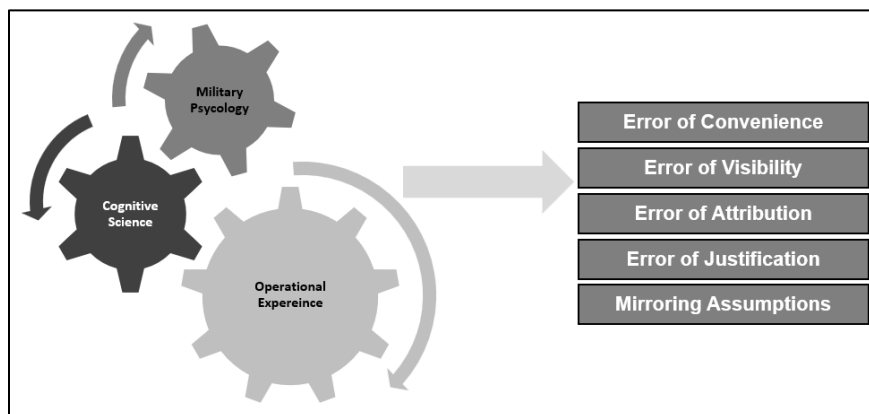 Military
Psycology
Cognitive
Science
Operational
Expereince
Error of Convenience
Error of Visibility
Error of Attribution
Error of Justification
Mirroring Assumptions